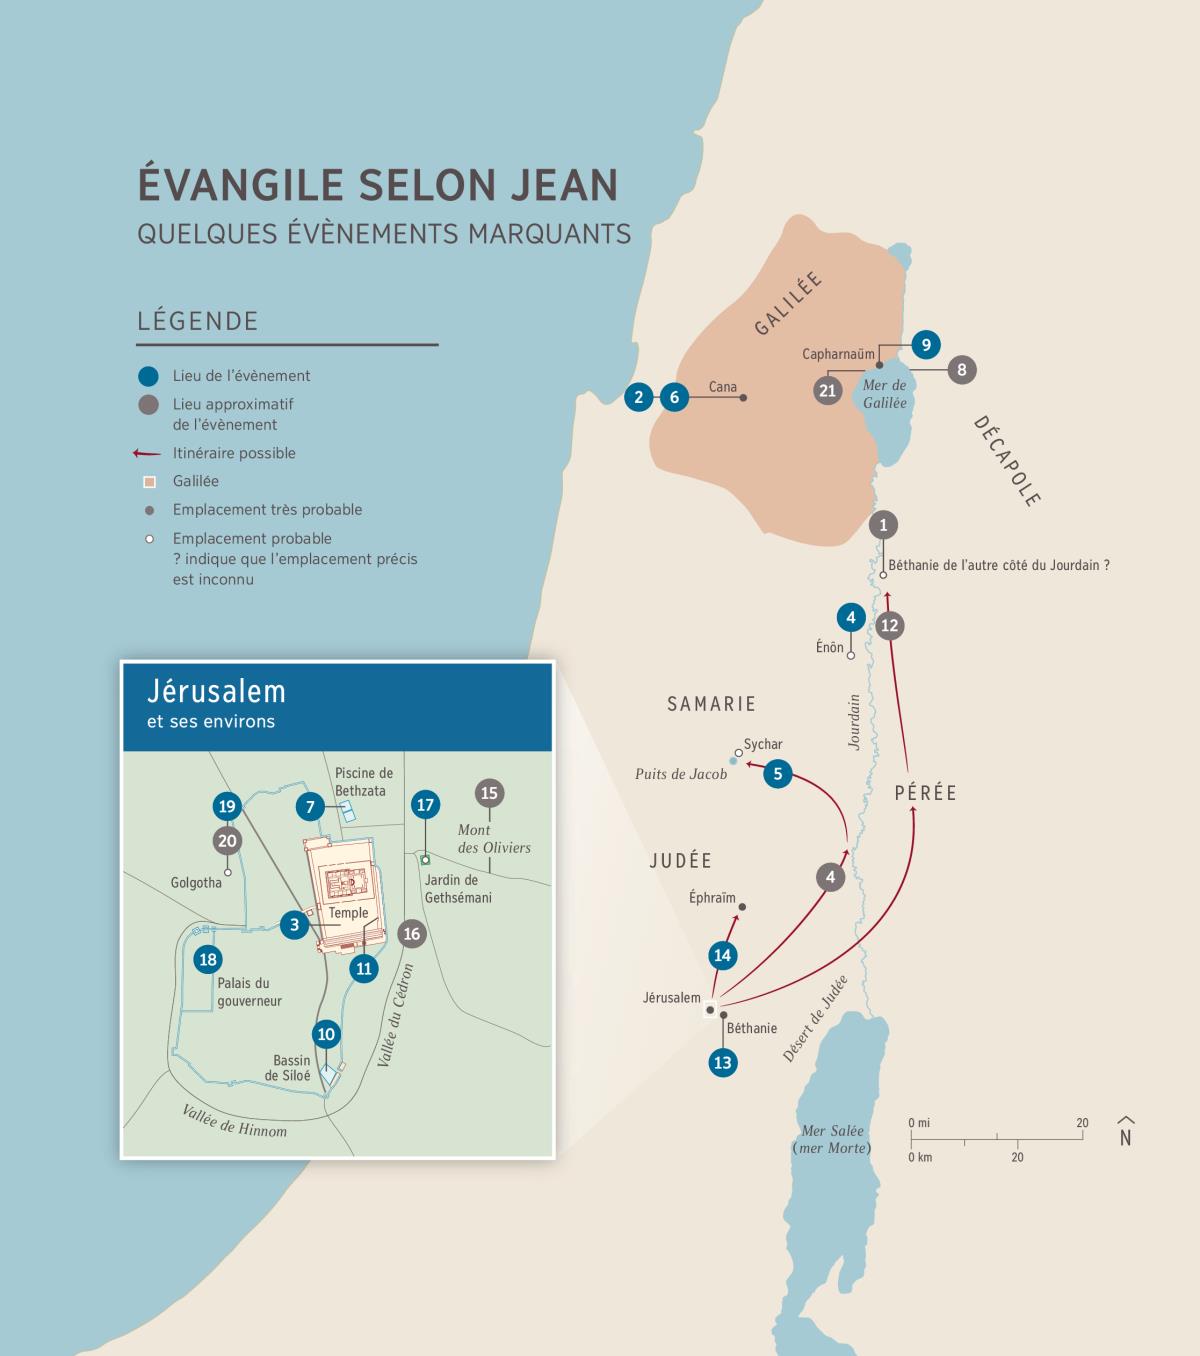 ÉVANGILE SELON JEAN
QUELQUES ÉVÈNEMENTS MARQUANTS
LÉGENDE
Lieu de l'évènement
Lieu approximatif
de l'évènement
Itinéraire possible
Galilée
Emplacement très probable
Emplacement probable
? indique que l'emplacement précis
est inconnu
GALILÉE
Capharnaüm
9
8
21
Mer de
Galilée
2
6
Cana
DÉCAPOLE
1
Béthanie de l'autre côté du Jourdain ?
4
12
Énôn
SAMARIE
Jourdain
Sychar
Puits de Jacob
5
PÉRÉE
JUDÉE
4
Éphraïm
14
Jérusalem
Béthanie
13
Désert de Judée
Mer Salée
(mer Morte)
0 mi
20
0 km
20
N
Jérusalem
et ses environs
Piscine de
Bethzata
19
7
17
15
20
Mont
des Oliviers
Golgotha
Jardin de
Gethsémani
Temple
3
16
18
11
Palais du
gouverneur
Vallée du Cédron
10
Bassin
de Siloé
Vallée de Hinnom